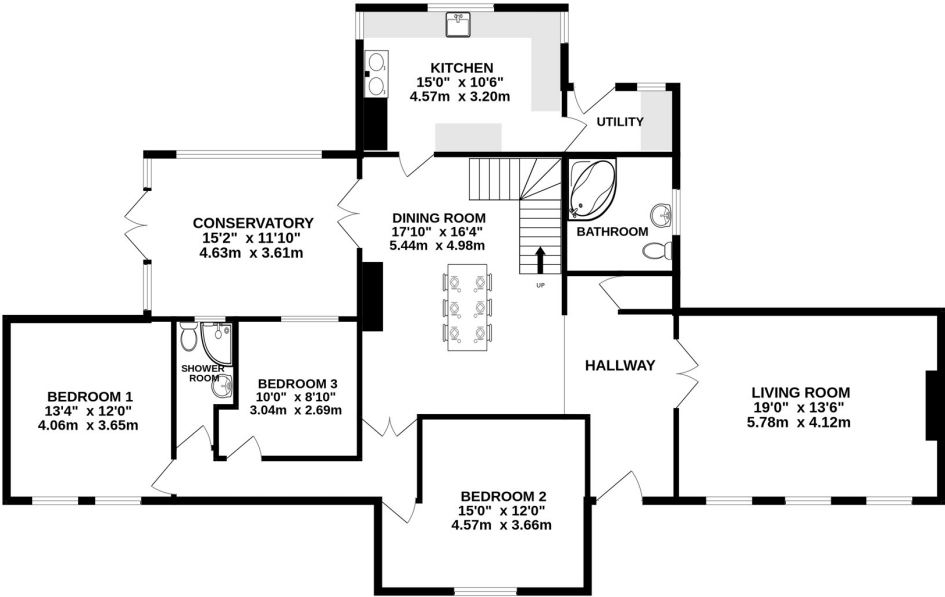 KITCHEN
15'0" x 10'6"
4.57m x 3.20m
UTILITY
CONSERVATORY
15'2" x 11'10"
4.63m x 3.61m
DINING ROOM
17'10" x 16'4"
5.44m x 4.98m
BATHROOM
UP
HALLWAY
LIVING ROOM
19'0" x 13'6"
5.78m x 4.12m
BEDROOM 1
13'4" x 12'0"
4.06m x 3.65m
SHOWER
ROOM
BEDROOM 3
10'0" x 8'10"
3.04m x 2.69m
BEDROOM 2
15'0" x 12'0"
4.57m x 3.66m